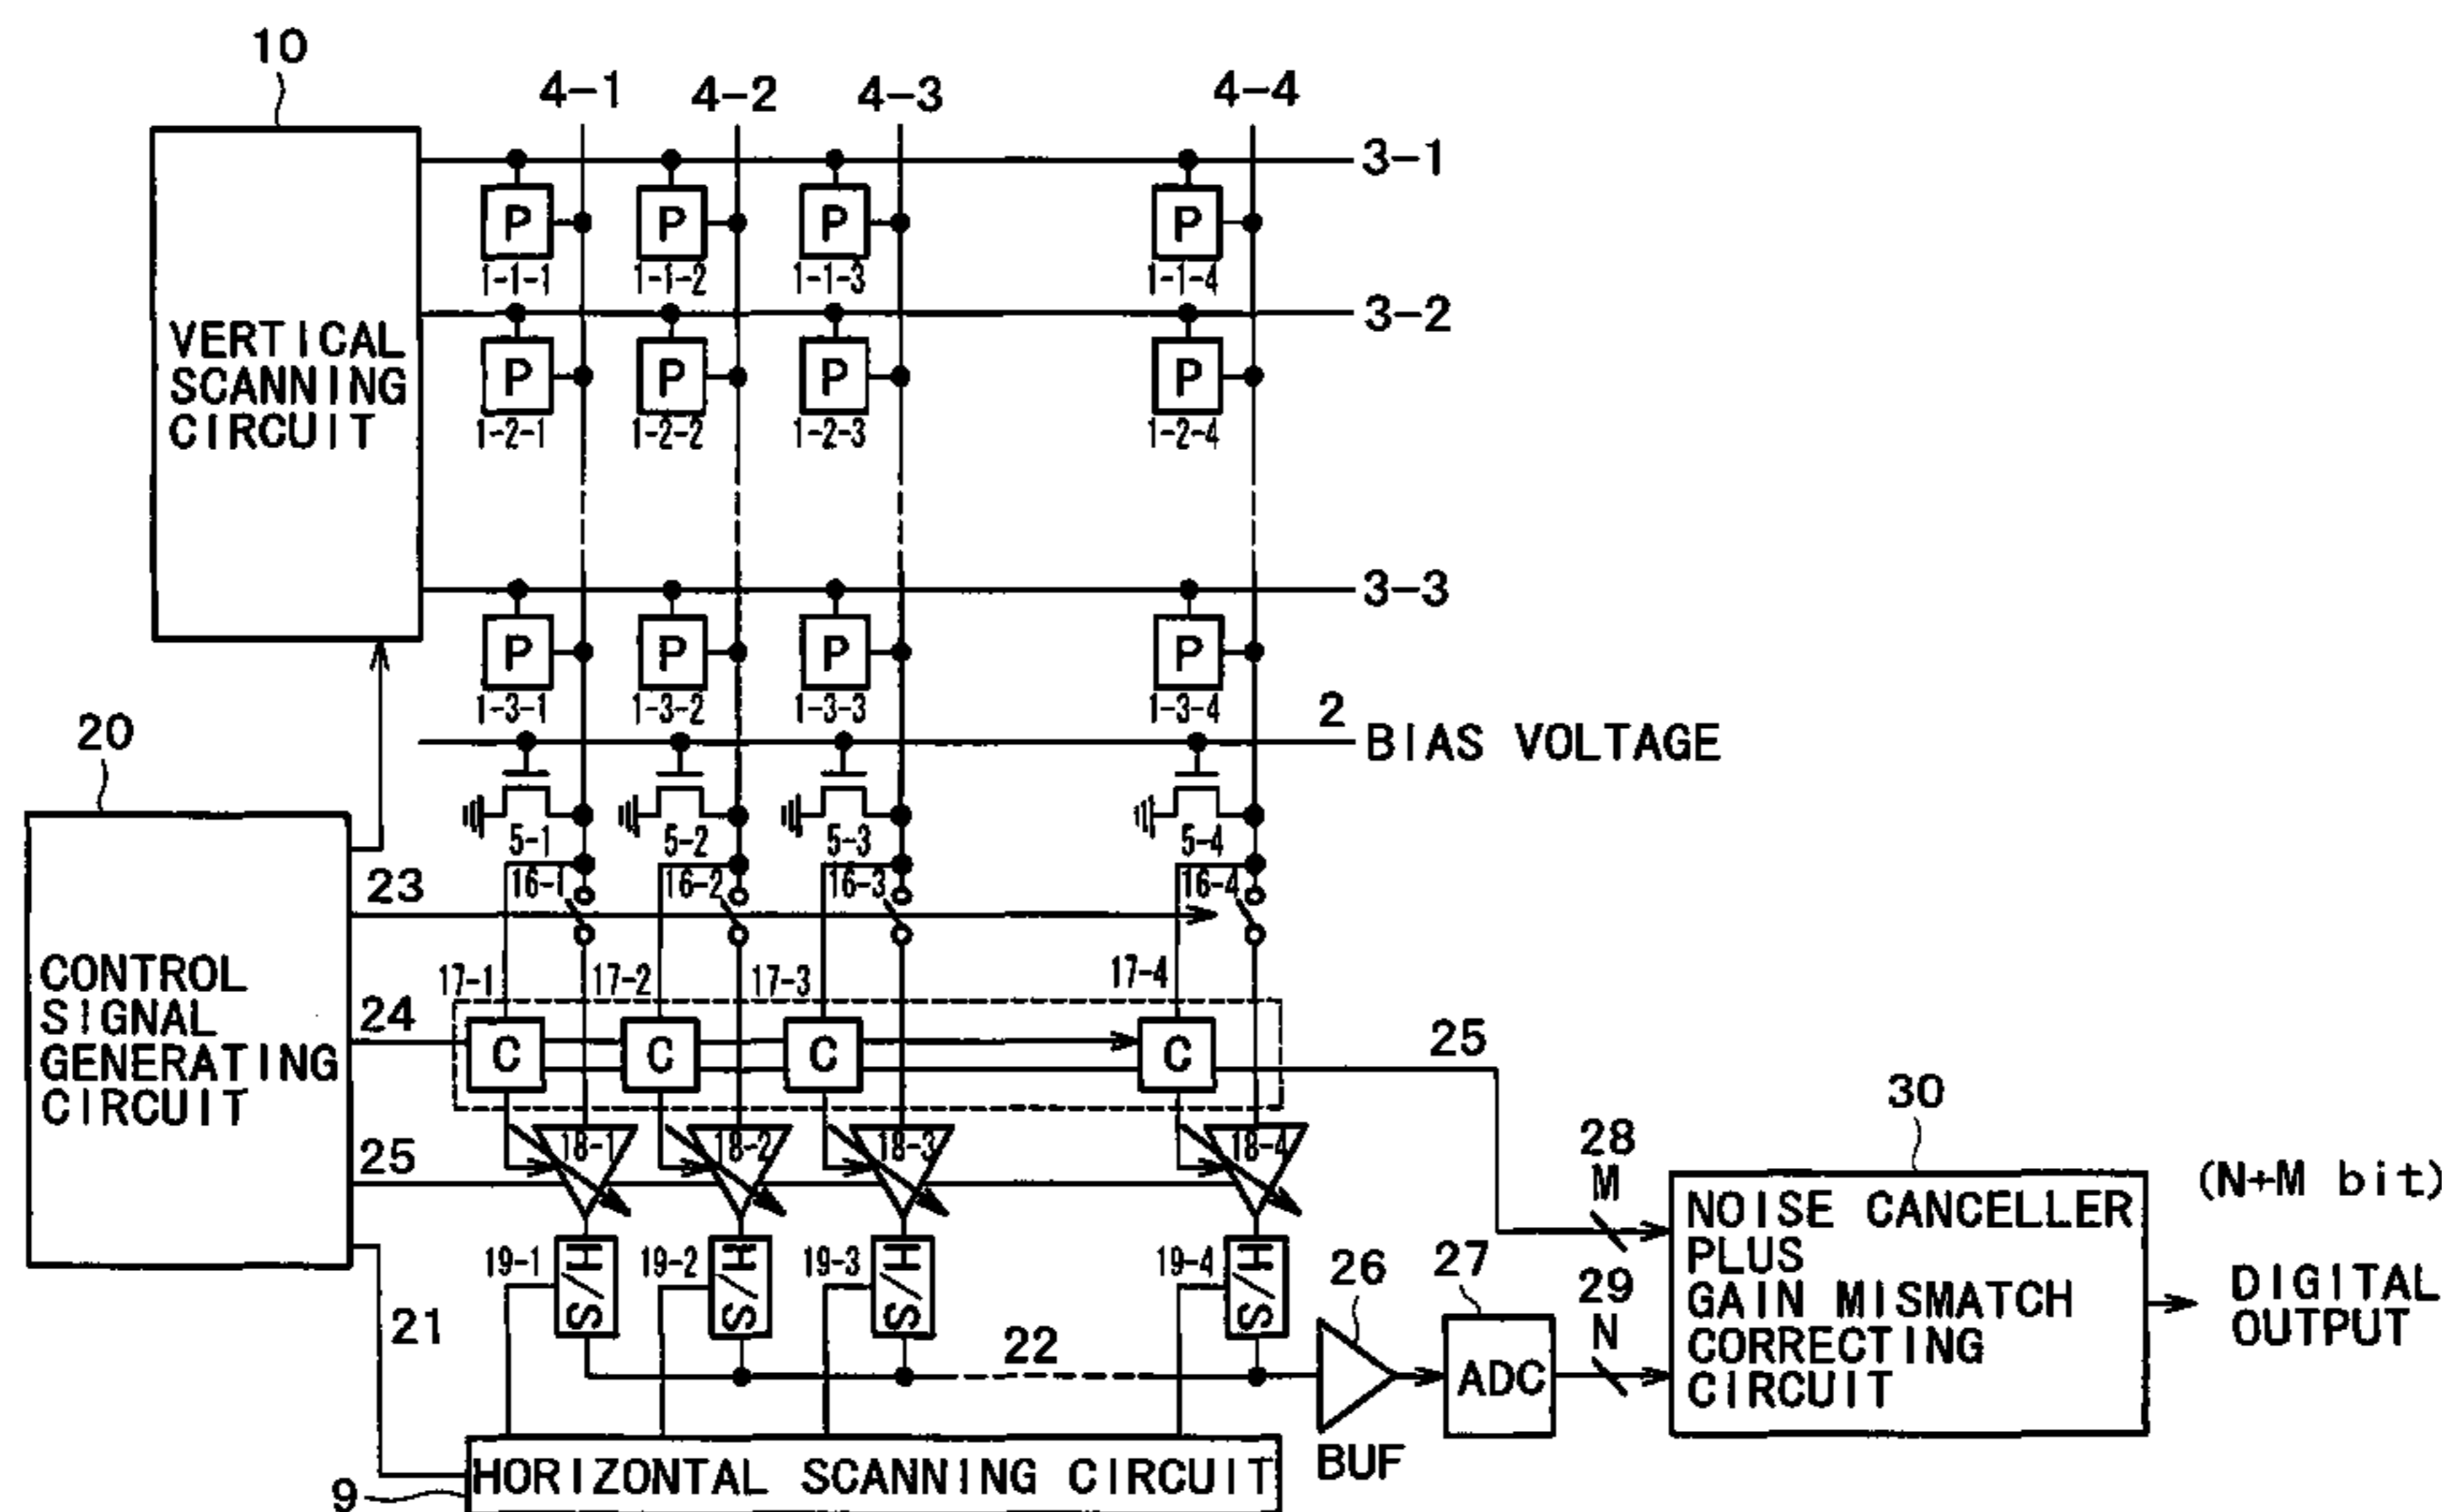 10
4-1 4-2 4-3 4-4
3-1
P P P P
1-1-1 1-1-2 1-1-3 1-1-4
3-2
VERTICAL
SCANNING
CIRCUIT
P P P P
1-2-1 1-2-2 1-2-3 1-2-4
3-3
P P P P
1-3-1 1-3-2 1-3-3 1-3-4
2
BIAS VOLTAGE
20
5-1 5-2 5-3 5-4
16-1 16-2 16-3 16-4
23
17-1 17-2 17-3 17-4
CONTROL
SIGNAL
GENERATING
CIRCUIT
24
C C C C
25
25
18-1 18-2 18-3 18-4
28
M
30
(N+M bit)
NOISE CANCELLER
PLUS
GAIN MISMATCH
CORRECTING
CIRCUIT
19-1 19-2 19-3 19-4
S/H S/H S/H S/H
26
27
29
N
DIGITAL
OUTPUT
21
22
ADC
BUF
HORIZONTAL SCANNING CIRCUIT
9